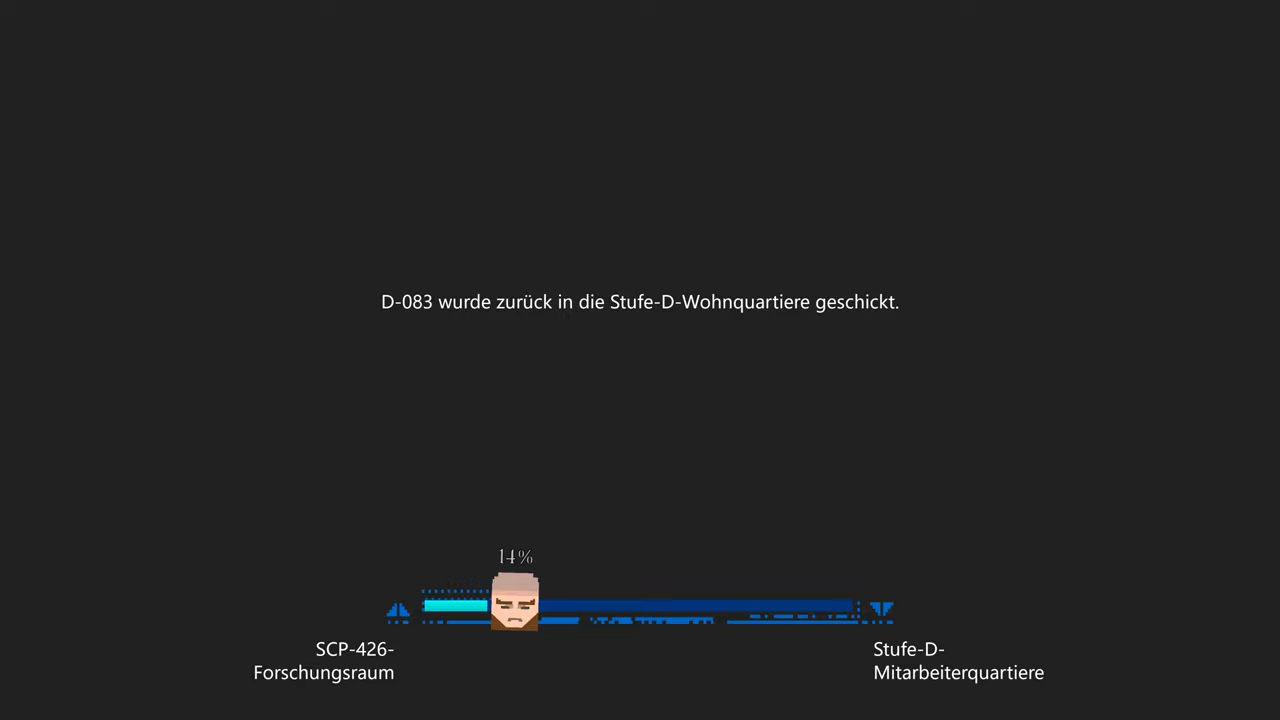 D-083 wurde zurück in die Stufe-D-Wohnquartiere geschickt.
14%
SCP-426-
Forschungsraum
Stufe-D-
Mitarbeiterquartiere